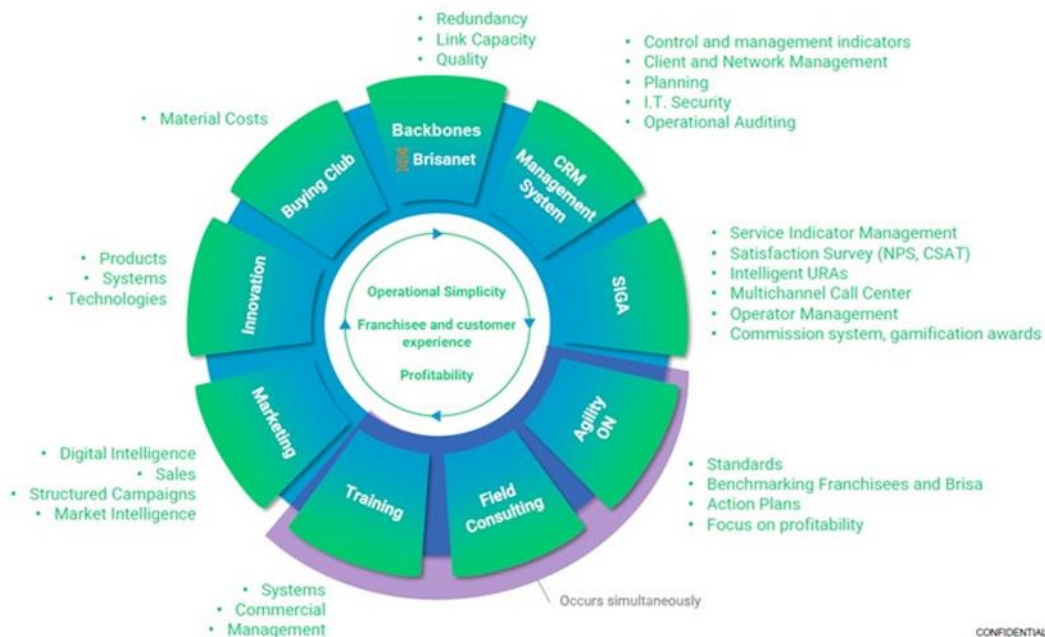 • Redundancy
• Link Capacity
• Quality
• Control and management indicators
• Client and Network Management
• Planning
• I.T. Security
• Operational Auditing
• Material Costs
Backbones
Brisanet
CRM
Management
System
Buying Club
• Service Indicator Management
• Satisfaction Survey (NPS, CSAT)
• Intelligent URAs
• Multichannel Call Center
• Operator Management
• Commission system, gamification awards
SIGA
• Products
• Systems
• Technologies
Innovation
Operational Simplicity
Franchisee and customer
experience
Profitability
Agility
ON
• Standards
• Benchmarking Franchisees and Brisa
• Action Plans
• Focus on profitability
Marketing
• Digital Intelligence
• Sales
• Structured Campaigns
• Market Intelligence
Training
Field
Consulting
• Systems
• Commercial
• Management
Occurs simultaneously
CONFIDENTIAL